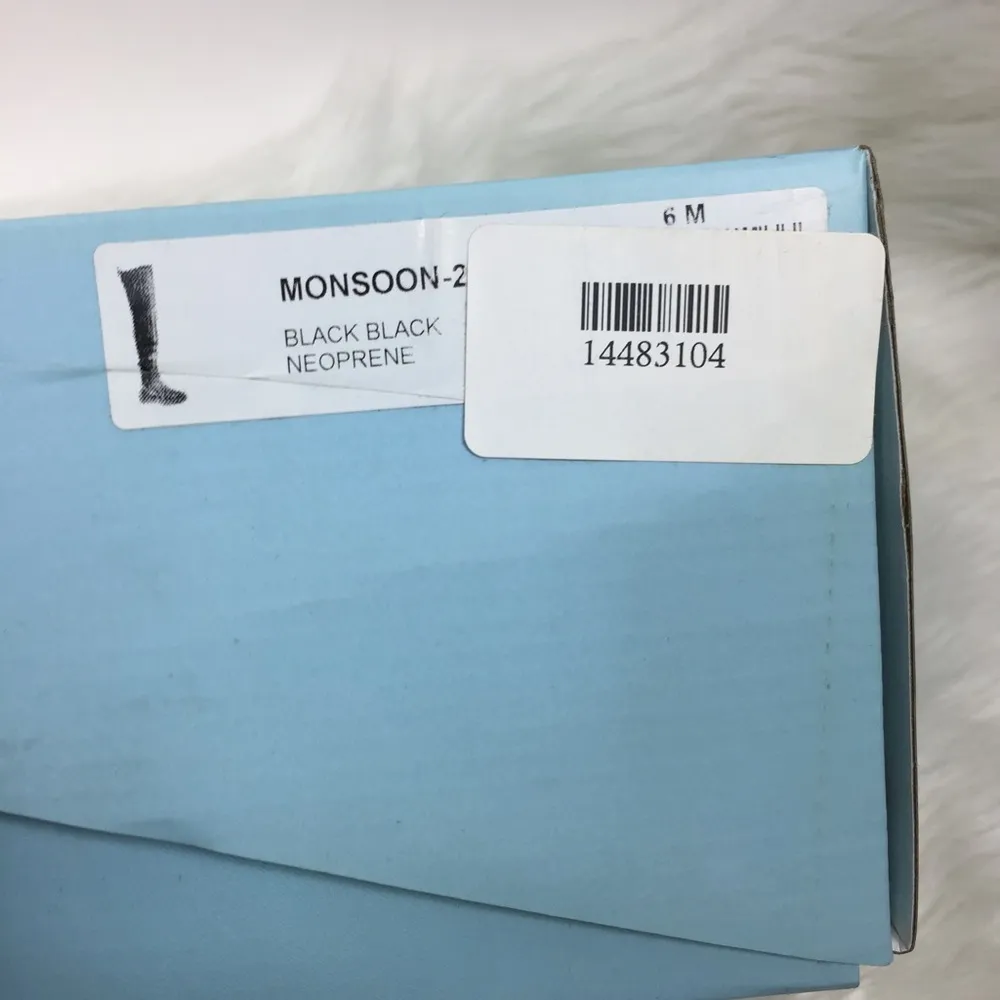 6 M
MONSOON-2
BLACK BLACK
NEOPRENE
14483104